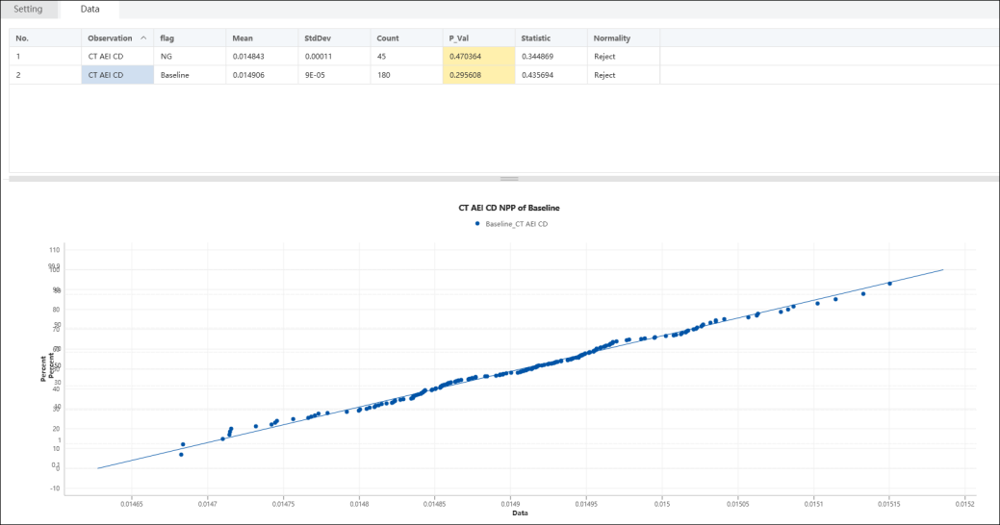 Setting Data
No. Observation flag Mean StdDev Count P_Val Statistic Normality
1 CT AEI CD NG 0.014843 0.00011 45 0.470364 0.344869 Reject
2 CT AEI CD Baseline 0.014906 9E-05 180 0.295608 0.435694 Reject
CT AEI CD NPP of Baseline
Baseline_CT AEI CD
110
99.9
100
80
70
50
30
40
20
1
10
0.1
0
-10
Percent
Percent
0.01465 0.0147 0.01475 0.0148 0.01485 0.0149 0.01495 0.015 0.01505 0.0151 0.01515 0.0152
Data